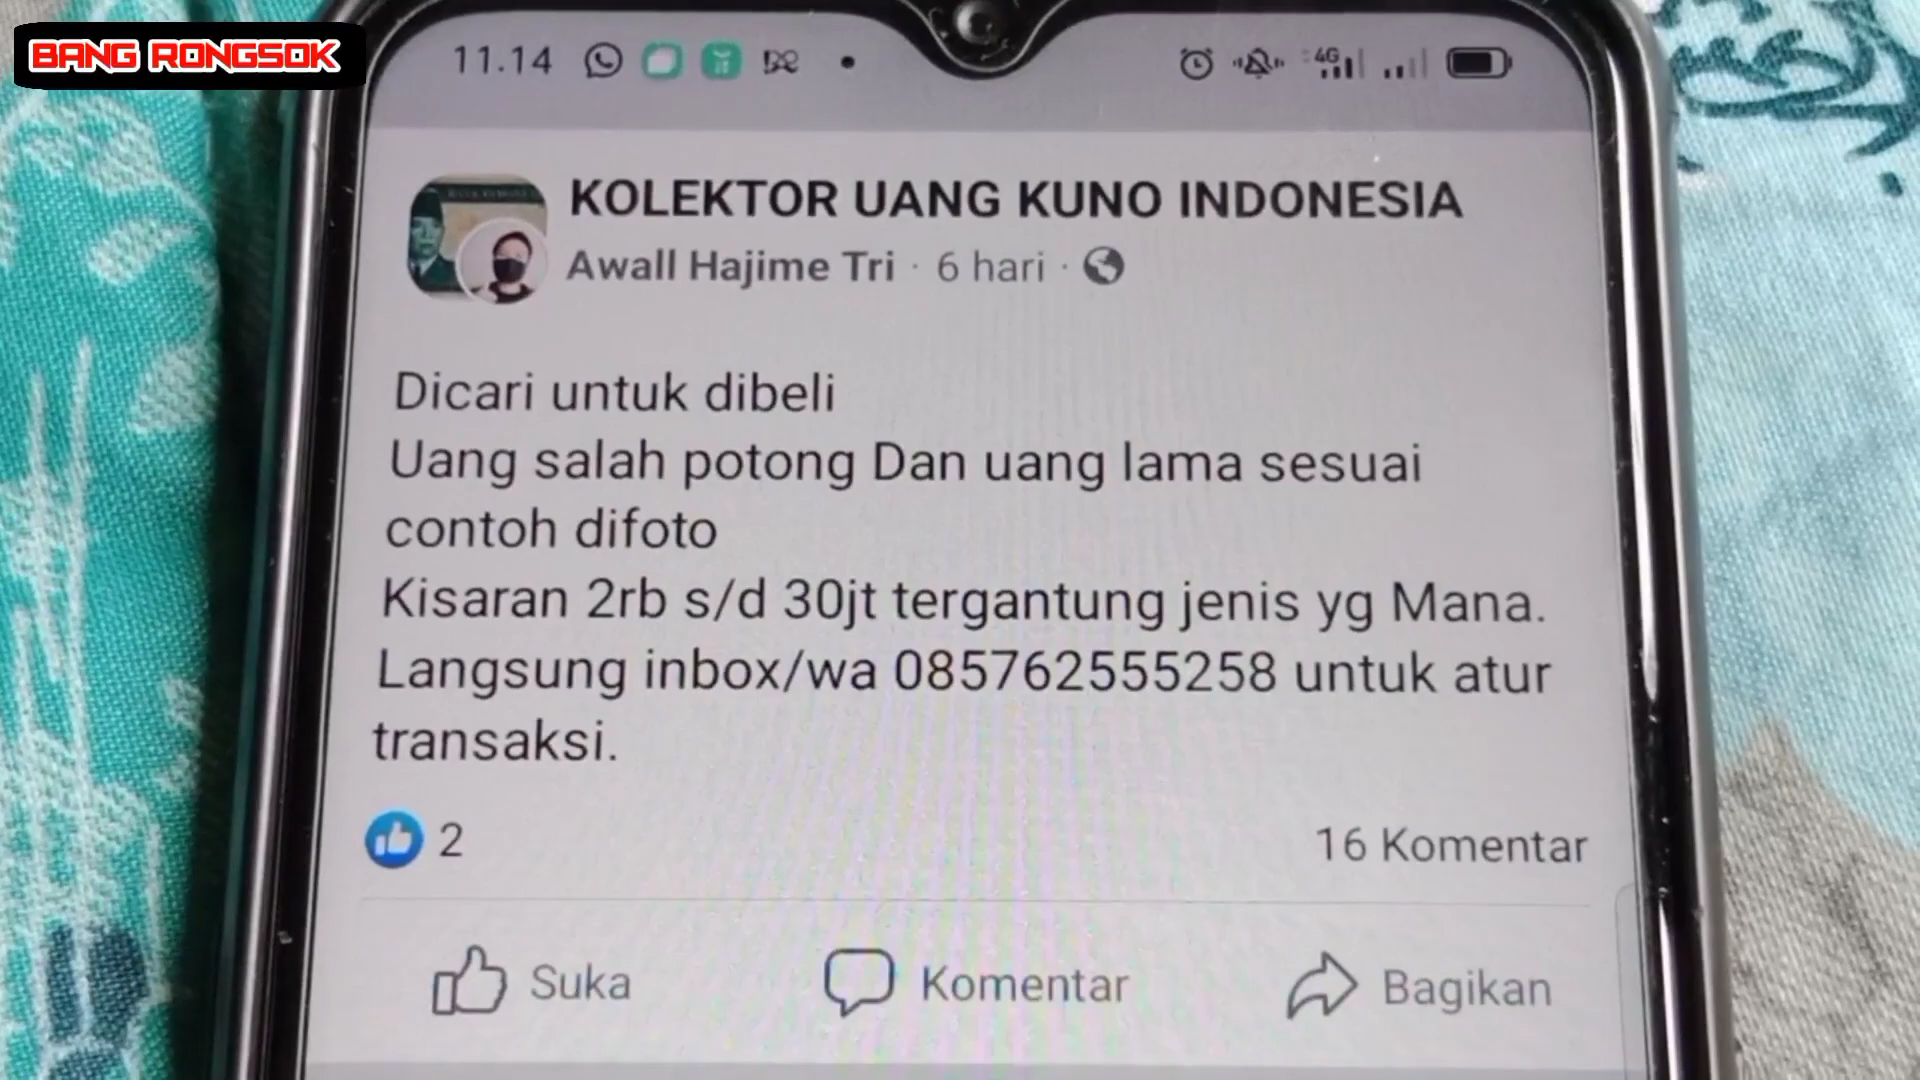 BANG RONGSOK
11.14
4G
KOLEKTOR UANG KUNO INDONESIA
Awall Hajime Tri · 6 hari ·
Dicari untuk dibeli
Uang salah potong Dan uang lama sesuai
contoh difoto
Kisaran 2rb s/d 30jt tergantung jenis yg Mana.
Langsung inbox/wa 085762555258 untuk atur
transaksi.
2
16 Komentar
Suka
Komentar
Bagikan